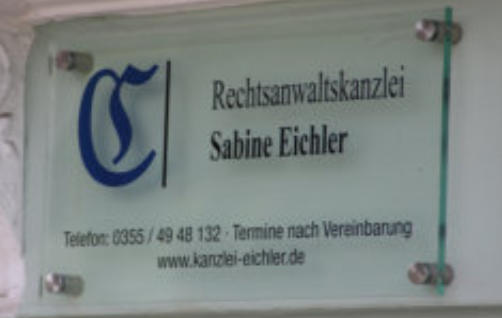 E
Rechtsanwaltskanzlei
Sabine Eichler
Telefon: 0355 / 49 48 132 · Termine nach Vereinbarung
www.kanzlei-eichler.de